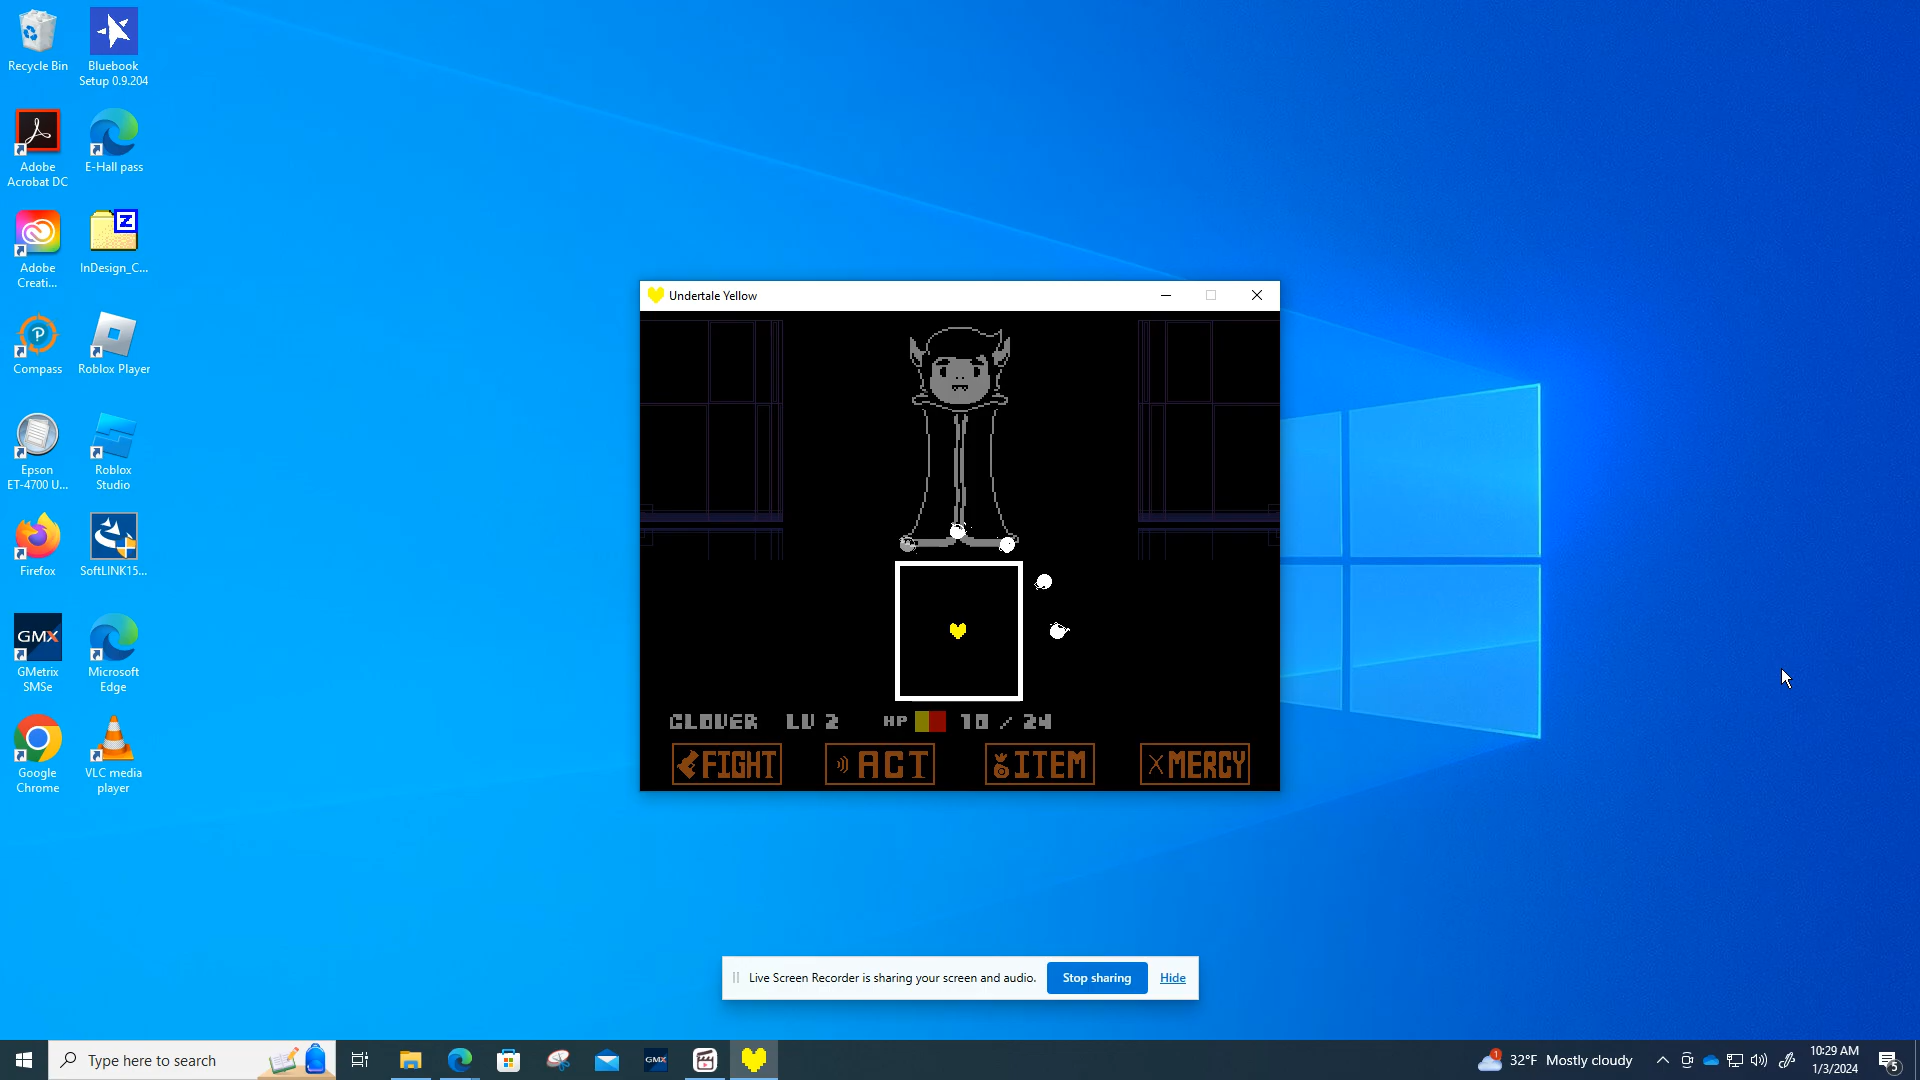 Recycle Bin
Bluebook
Setup 0.9.204
Adobe
Acrobat DC
E-Hall pass
Adobe
Creati...
InDesign_C...
Compass
Roblox Player
Epson
ET-4700 U...
Roblox
Studio
Firefox
SoftLINK15...
GMX
GMetrix
SMSe
Microsoft
Edge
Google
Chrome
VLC media
player
Undertale Yellow
CLOVER LV 2 HP 10 / 24
FIGHT ACT ITEM MERCY
Live Screen Recorder is sharing your screen and audio. Stop sharing Hide
Type here to search
GMX
1
32°F Mostly cloudy
10:29 AM
1/3/2024
5